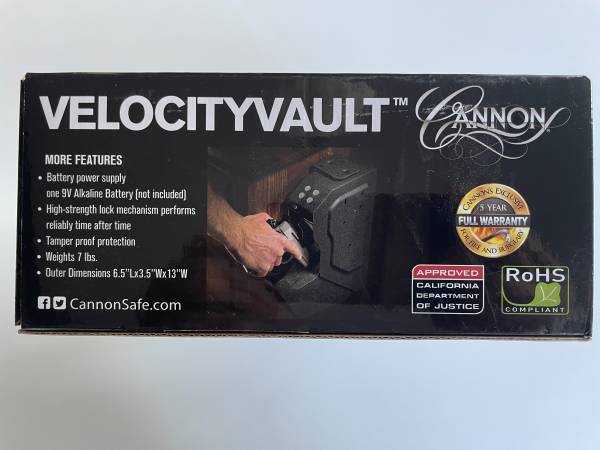 VELOCITYVAULT™
CANNON®
MORE FEATURES
• Battery power supply
one 9V Alkaline Battery (not included)
• High-strength lock mechanism performs
reliably time after time
• Tamper proof protection
• Weights 7 lbs.
• Outer Dimensions 6.5"Lx3.5"Wx13"W
CannonSafe.com
CANNON'S EXCLUSIVE
5 YEAR
FULL WARRANTY
FOR FIRE AND BURGLARY
APPROVED
CALIFORNIA
DEPARTMENT
OF JUSTICE
RoHS
COMPLIANT